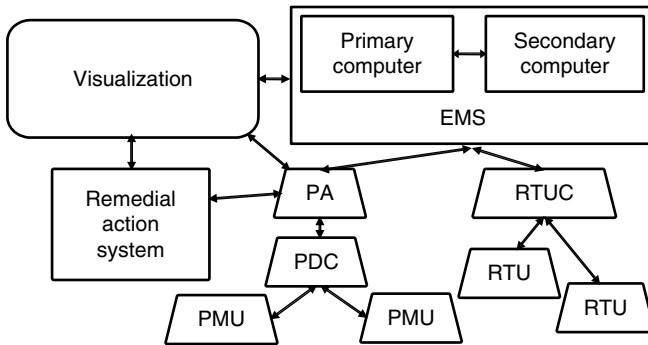 Visualization
Primary
computer
Secondary
computer
EMS
Remedial
action
system
PA
RTUC
PDC
RTU
RTU
PMU
PMU